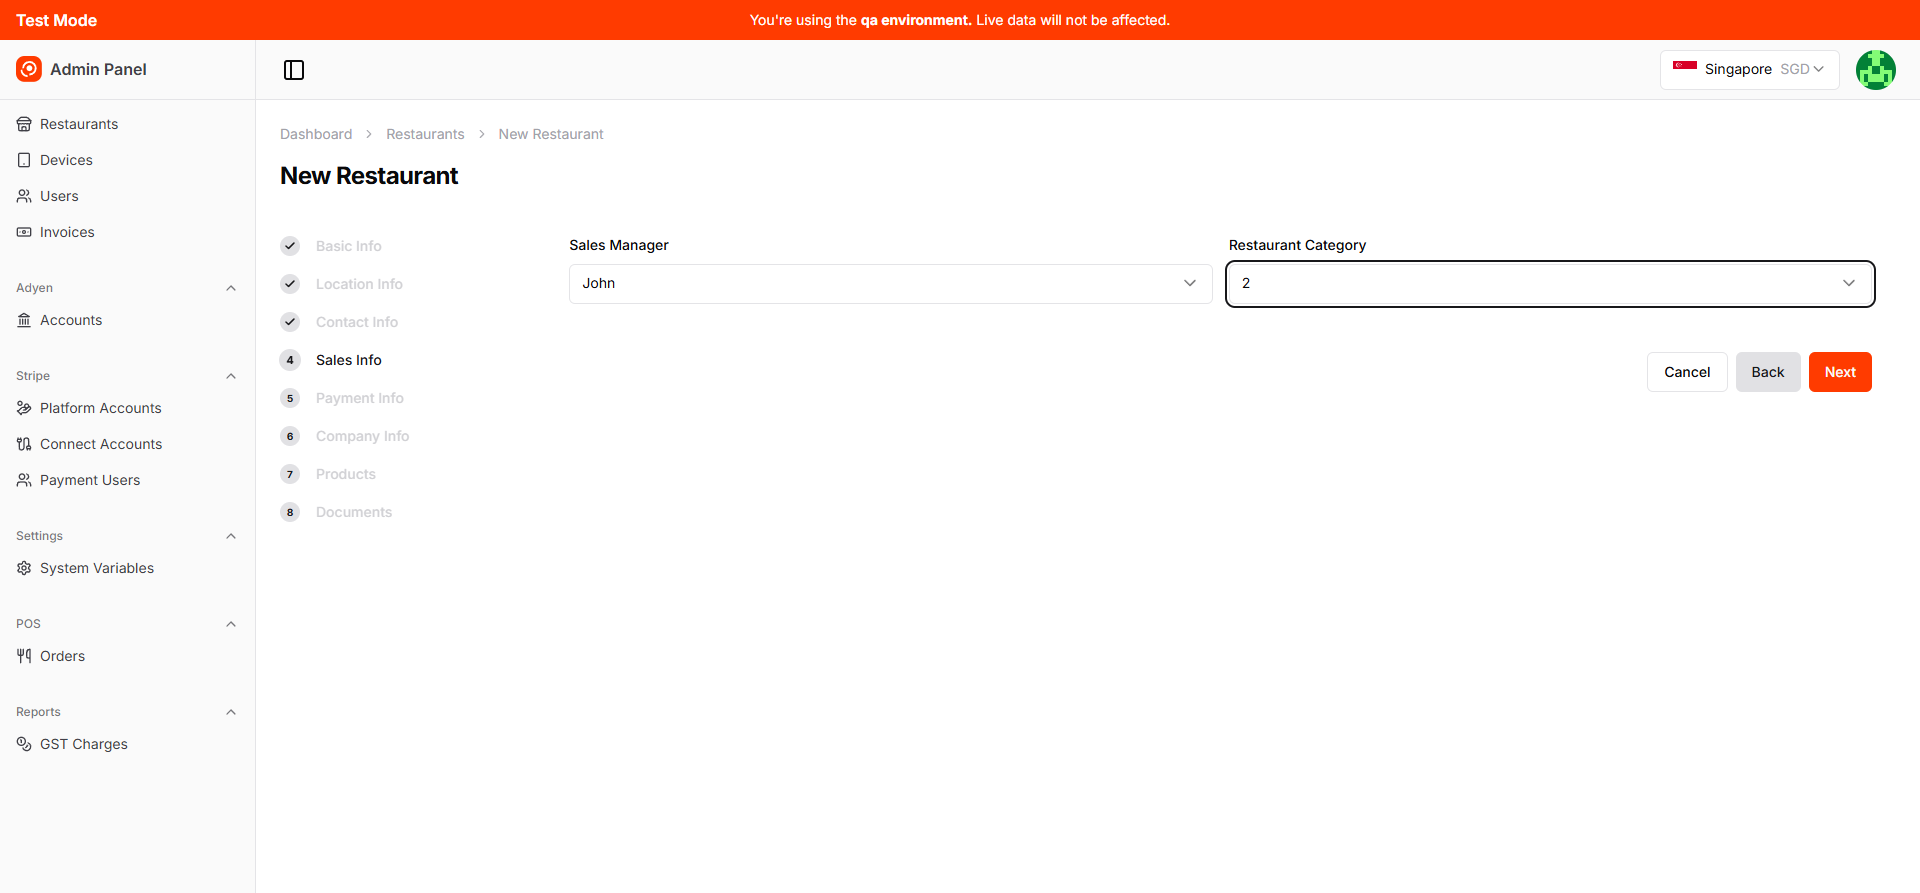 Test Mode
You're using the qa environment. Live data will not be affected.
Admin Panel
Singapore SGD
Restaurants
Devices
Users
Invoices
Adyen
Accounts
Stripe
Platform Accounts
Connect Accounts
Payment Users
Settings
System Variables
POS
Orders
Reports
GST Charges
Dashboard > Restaurants > New Restaurant
New Restaurant
Basic Info
Location Info
Contact Info
4 Sales Info
5 Payment Info
6 Company Info
7 Products
8 Documents
Sales Manager
John
Restaurant Category
2
Cancel Back Next